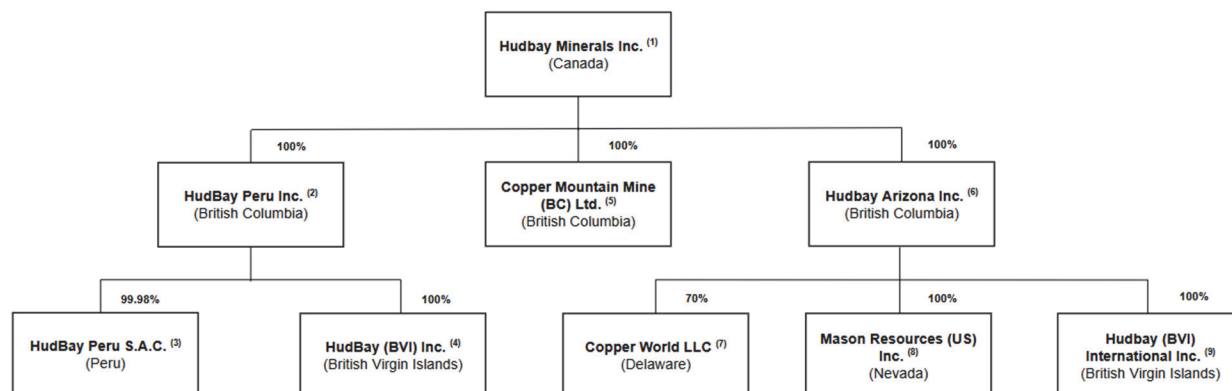 Hudbay Minerals Inc. (1)
(Canada)
100%
100%
100%
HudBay Peru Inc. (2)
(British Columbia)
Copper Mountain Mine
(BC) Ltd. (5)
(British Columbia)
Hudbay Arizona Inc. (6)
(British Columbia)
99.98%
100%
70%
100%
100%
HudBay Peru S.A.C. (3)
(Peru)
HudBay (BVI) Inc. (4)
(British Virgin Islands)
Copper World LLC (7)
(Delaware)
Mason Resources (US)
Inc. (8)
(Nevada)
Hudbay (BVI)
International Inc. (9)
(British Virgin Islands)